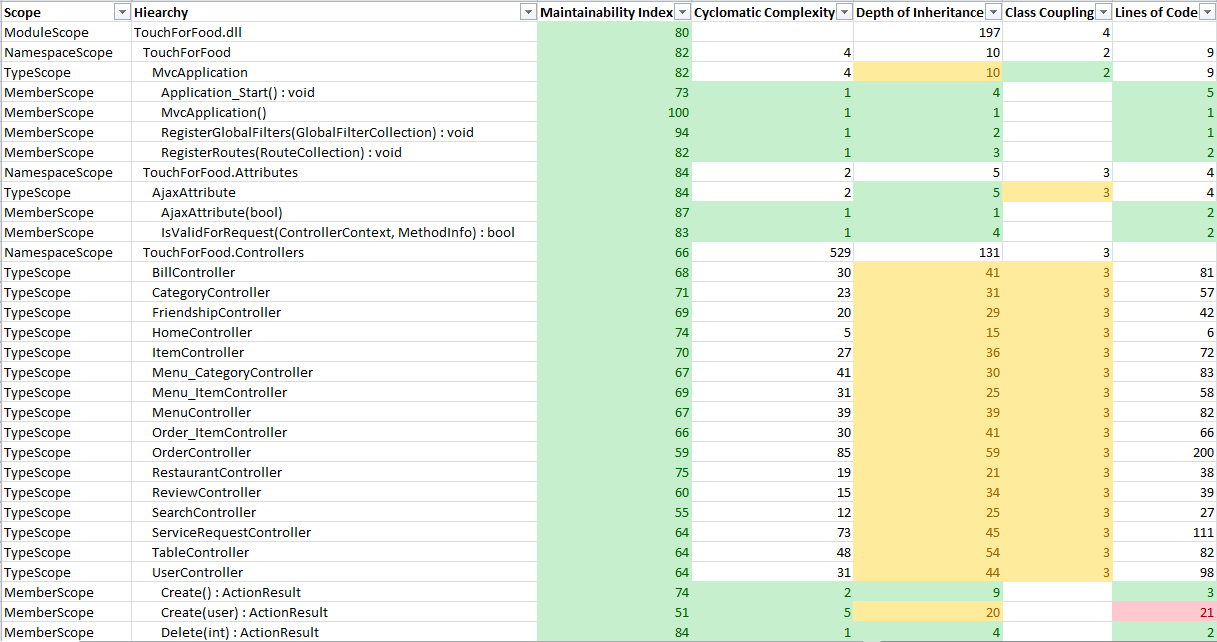 Scope Hiearchy Maintainability Index Cyclomatic Complexity Depth of Inheritance Class Coupling Lines of Code
ModuleScope TouchForFood.dll 80 197 4
NamespaceScope TouchForFood 82 4 10 2 9
TypeScope MvcApplication 82 4 10 2 9
MemberScope Application_Start() : void 73 1 4 5
MemberScope MvcApplication() 100 1 1 1
MemberScope RegisterGlobalFilters(GlobalFilterCollection) : void 94 1 2 1
MemberScope RegisterRoutes(RouteCollection) : void 82 1 3 2
NamespaceScope TouchForFood.Attributes 84 2 5 3 4
TypeScope AjaxAttribute 84 2 5 3 4
MemberScope AjaxAttribute(bool) 87 1 1 2
MemberScope IsValidForRequest(ControllerContext, MethodInfo) : bool 83 1 4 2
NamespaceScope TouchForFood.Controllers 66 529 131 3
TypeScope BillController 68 30 41 3 81
TypeScope CategoryController 71 23 31 3 57
TypeScope FriendshipController 69 20 29 3 42
TypeScope HomeController 74 5 15 3 6
TypeScope ItemController 70 27 36 3 72
TypeScope Menu_CategoryController 67 41 30 3 83
TypeScope Menu_ItemController 69 31 25 3 58
TypeScope MenuController 67 39 39 3 82
TypeScope Order_ItemController 66 30 41 3 66
TypeScope OrderController 59 85 59 3 200
TypeScope RestaurantController 75 19 21 3 38
TypeScope ReviewController 60 15 34 3 39
TypeScope SearchController 55 12 25 3 27
TypeScope ServiceRequestController 64 73 45 3 111
TypeScope TableController 64 48 54 3 82
TypeScope UserController 64 31 44 3 98
MemberScope Create() : ActionResult 74 2 9 3
MemberScope Create(user) : ActionResult 51 5 20 21
MemberScope Delete(int) : ActionResult 84 1 4 2